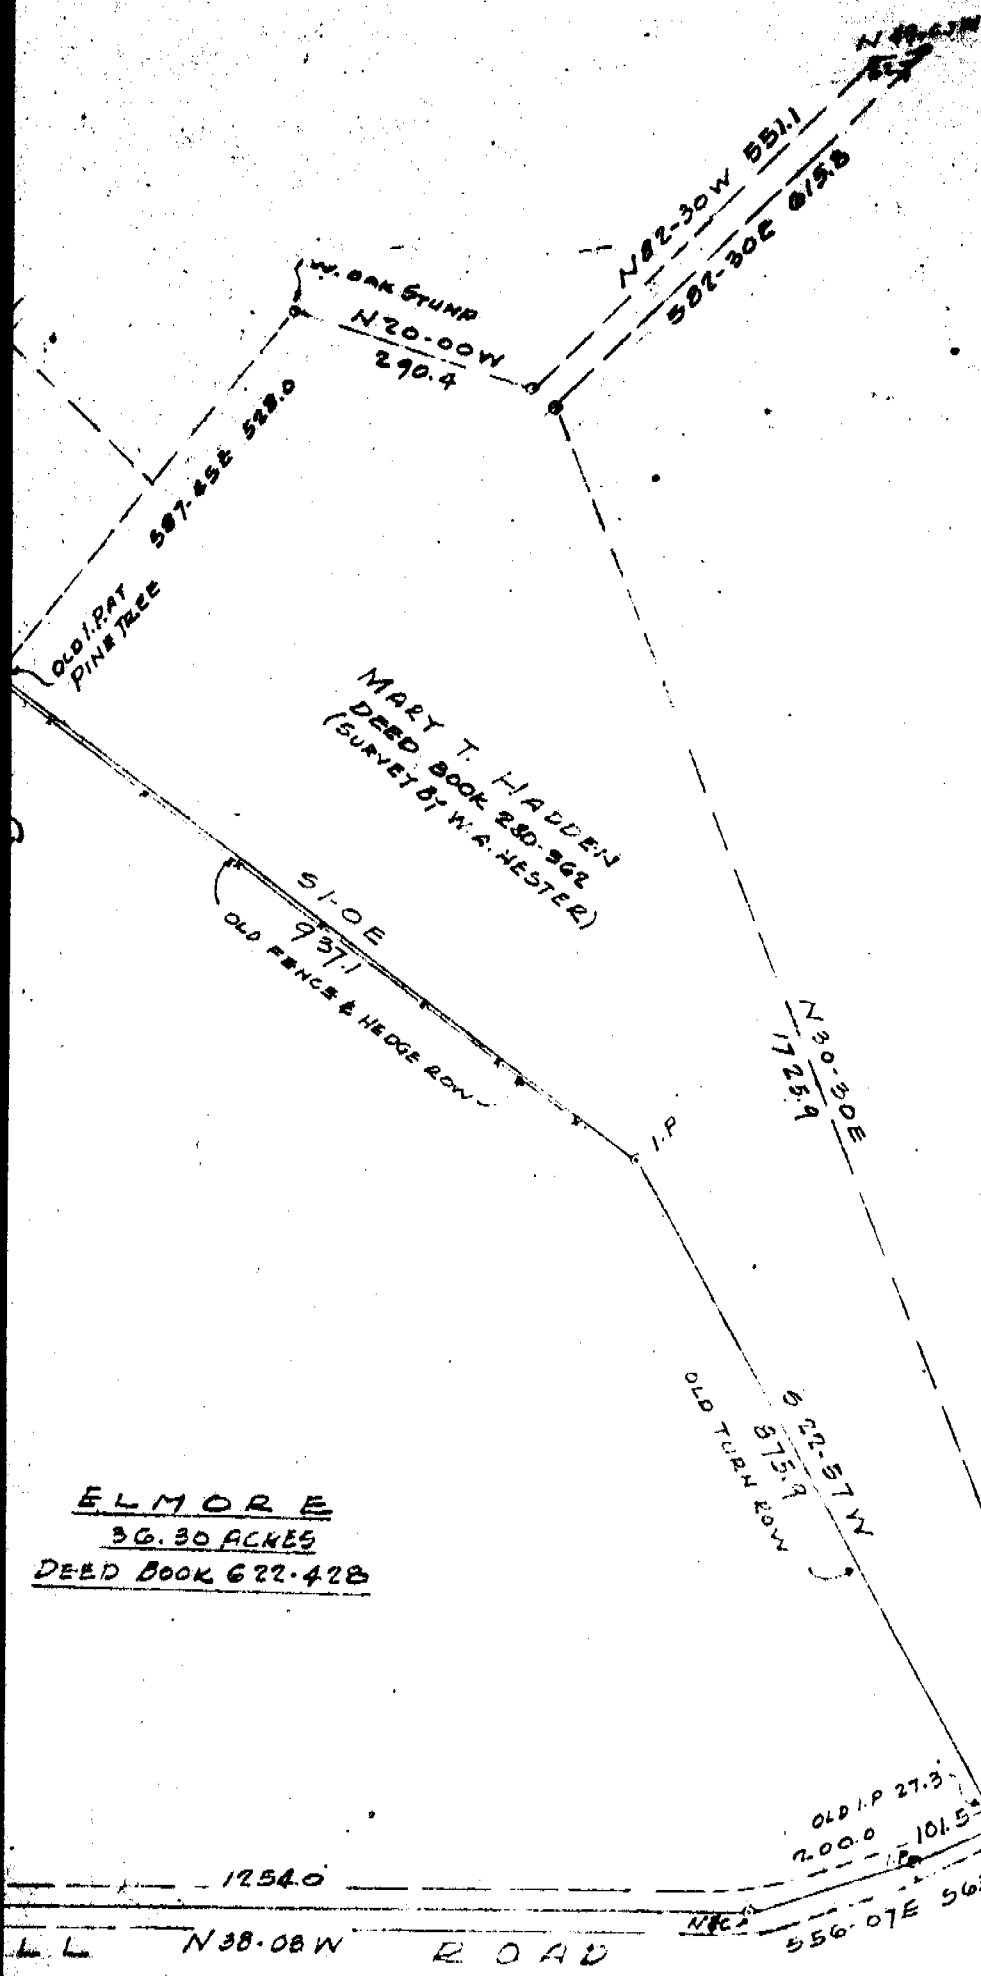 N82-30W 551.1
S82-30E 615.8
W. OAK STUMP
N20-00W
290.4
S87-45E 528.0
OLD I.P. AT
PINE TREE
MARY T. HADDEN
DEED BOOK 280-362
(SURVEY BY W.A. HESTER)
S1-0E
937.1
OLD FENCE & HEDGE ROW
N30-30E
1725.9
I.P
S22-57W
875.9
OLD TURN ROW
ELMORE
36.30 ACRES
DEED BOOK 622-428
OLD I.P 27.3
200.0 101.5
I.P.
1254.0
N&C
LL N38-08W ROAD
S56-07E